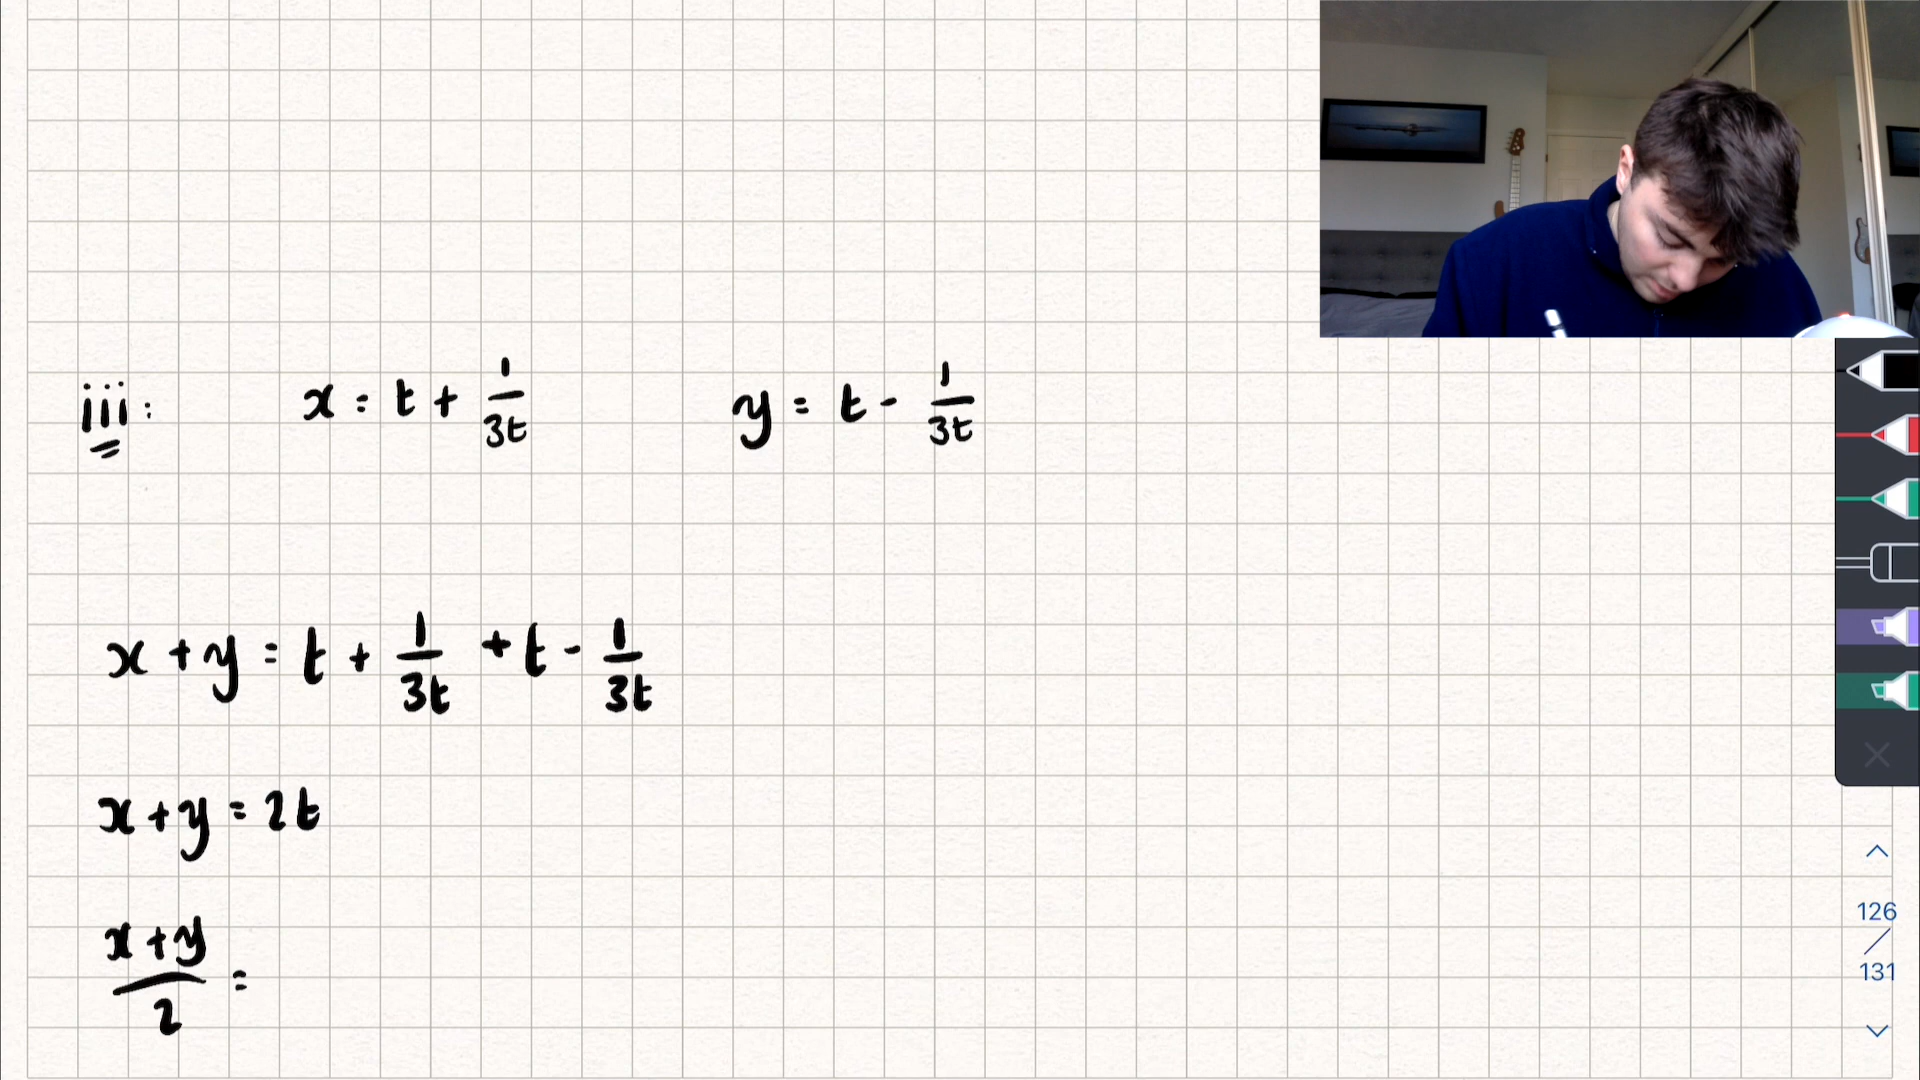 iii: x = t + 1/3t y = t - 1/3t
x + y = t + 1/3t + t - 1/3t
x + y = 2t
x + y/2 =
126
/
131